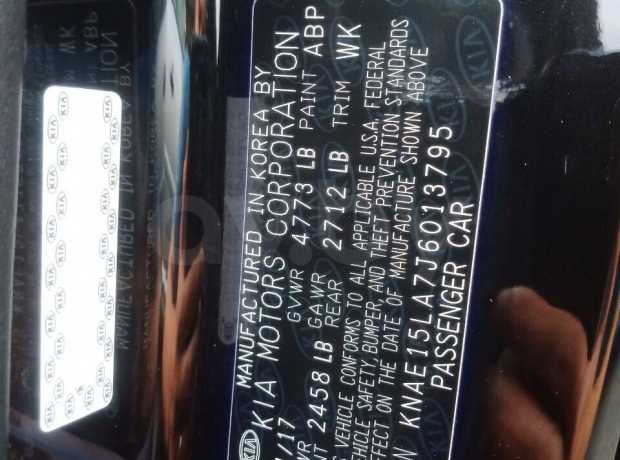 MANUFACTURED IN KOREA BY
KIA KIA MOTORS CORPORATION
/17 GVWR 4773 LB PAINT ABP
2458 LB GAWR REAR 2712 LB TRIM WK
VEHICLE CONFORMS TO ALL APPLICABLE U.S.A. FEDERAL
VEHICLE SAFETY, BUMPER AND THEFT PREVENTION STANDARDS
EFFECT ON THE DATE OF MANUFACTURE SHOWN ABOVE
KNAE15LA7J6013795
PASSENGER CAR